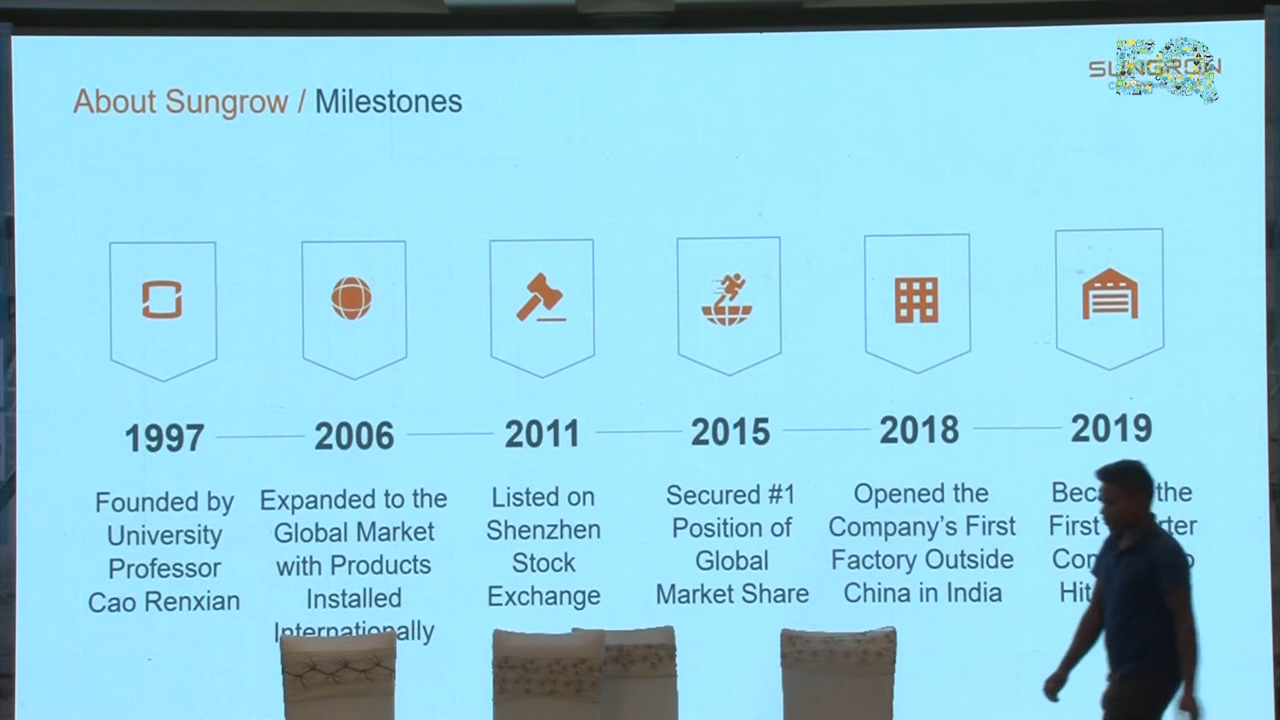 About Sungrow / Milestones
SUNGROW
EQ
1997
Founded by
University
Professor
Cao Renxian
2006
Expanded to the
Global Market
with Products
Installed
Internationally
2011
Listed on
Shenzhen
Stock
Exchange
2015
Secured #1
Position of
Global
Market Share
2018
Opened the
Company's First
Factory Outside
China in India
2019
the
First